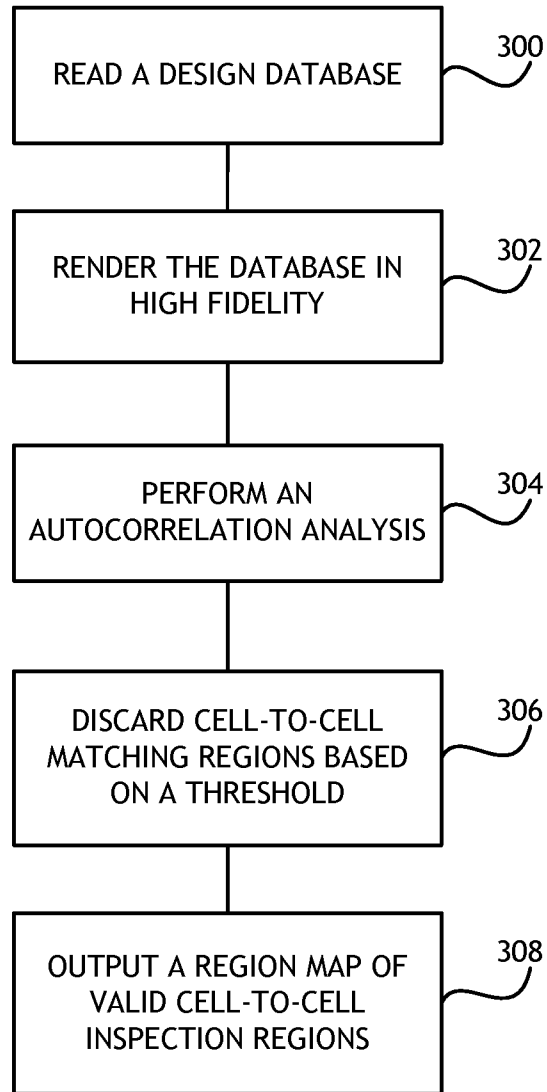 READ A DESIGN DATABASE
300
RENDER THE DATABASE IN
HIGH FIDELITY
302
PERFORM AN
AUTOCORRELATION ANALYSIS
304
DISCARD CELL-TO-CELL
MATCHING REGIONS BASED
ON A THRESHOLD
306
OUTPUT A REGION MAP OF
VALID CELL-TO-CELL
INSPECTION REGIONS
308